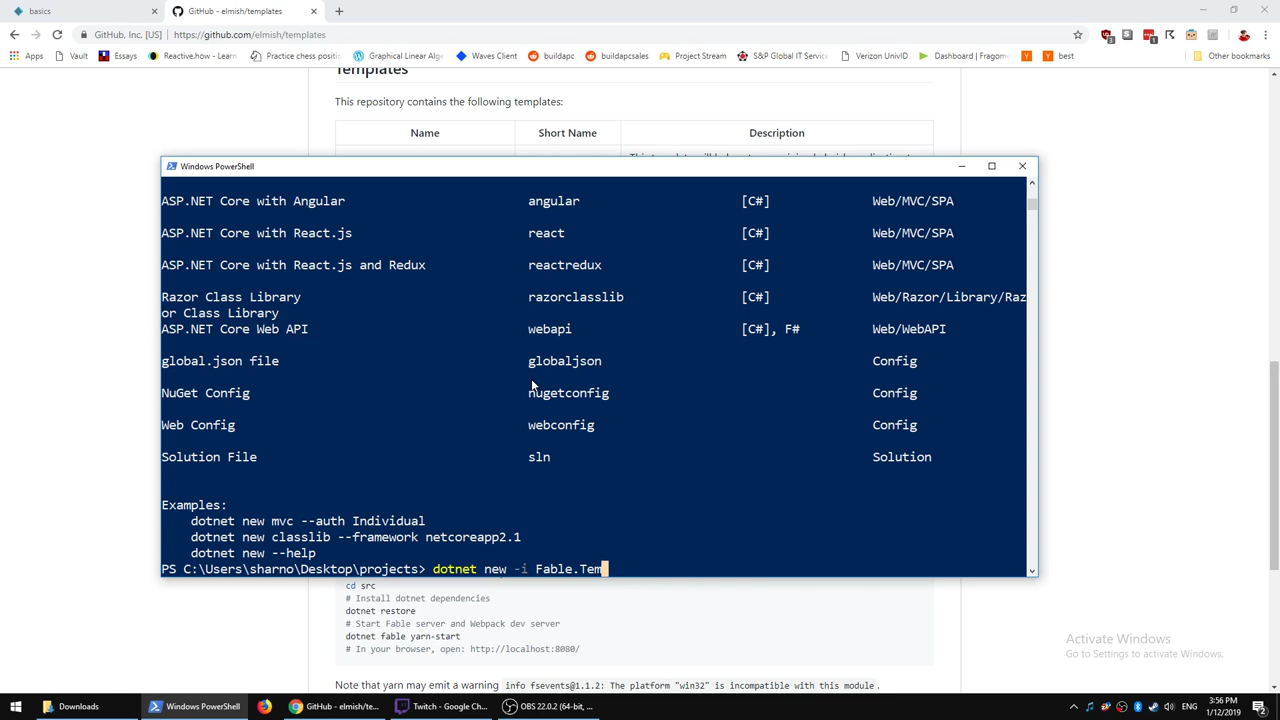 basics
GitHub - elmish/templates
GitHub, Inc. [US]
https://github.com/elmish/templates
Apps
Vault
Essays
Reactive.how - Learn
Practice chess position
Graphical Linear Alge
Waves Client
buildapc
buildapcsales
Project Stream
S&P Global IT Service
Verizon UnivID
Dashboard | Fragom
best
Other bookmarks
Templates
This repository contains the following templates:
Name Short Name Description
Windows PowerShell
ASP.NET Core with Angular angular [C#] Web/MVC/SPA
ASP.NET Core with React.js react [C#] Web/MVC/SPA
ASP.NET Core with React.js and Redux reactredux [C#] Web/MVC/SPA
Razor Class Library razorclasslib [C#] Web/Razor/Library/Raz
or Class Library
ASP.NET Core Web API webapi [C#], F# Web/WebAPI
global.json file globaljson Config
NuGet Config nugetconfig Config
Web Config webconfig Config
Solution File sln Solution
Examples:
dotnet new mvc --auth Individual
dotnet new classlib --framework netcoreapp2.1
dotnet new --help
PS C:\Users\sharno\Desktop\projects> dotnet new -i Fable.Tem
cd src
# Install dotnet dependencies
dotnet restore
# Start Fable server and Webpack dev server
dotnet fable yarn-start
# In your browser, open: http://localhost:8080/
Note that yarn may emit a warning info fsevents@1.1.2: The platform "win32" is incompatible with this module .
Activate Windows
Go to Settings to activate Windows.
Downloads
Windows PowerShell
GitHub - elmish/te...
Twitch - Google Ch...
OBS 22.0.2 (64-bit, ...
ENG
3:56 PM
1/12/2019